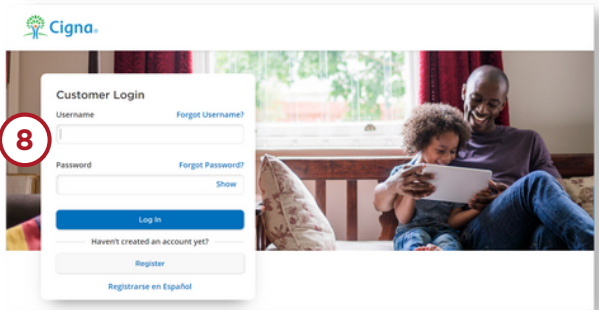 Cigna®
Customer Login
Username Forgot Username?
8
Password Forgot Password?
Show
Log In
Haven't created an account yet?
Register
Registrarse en Español